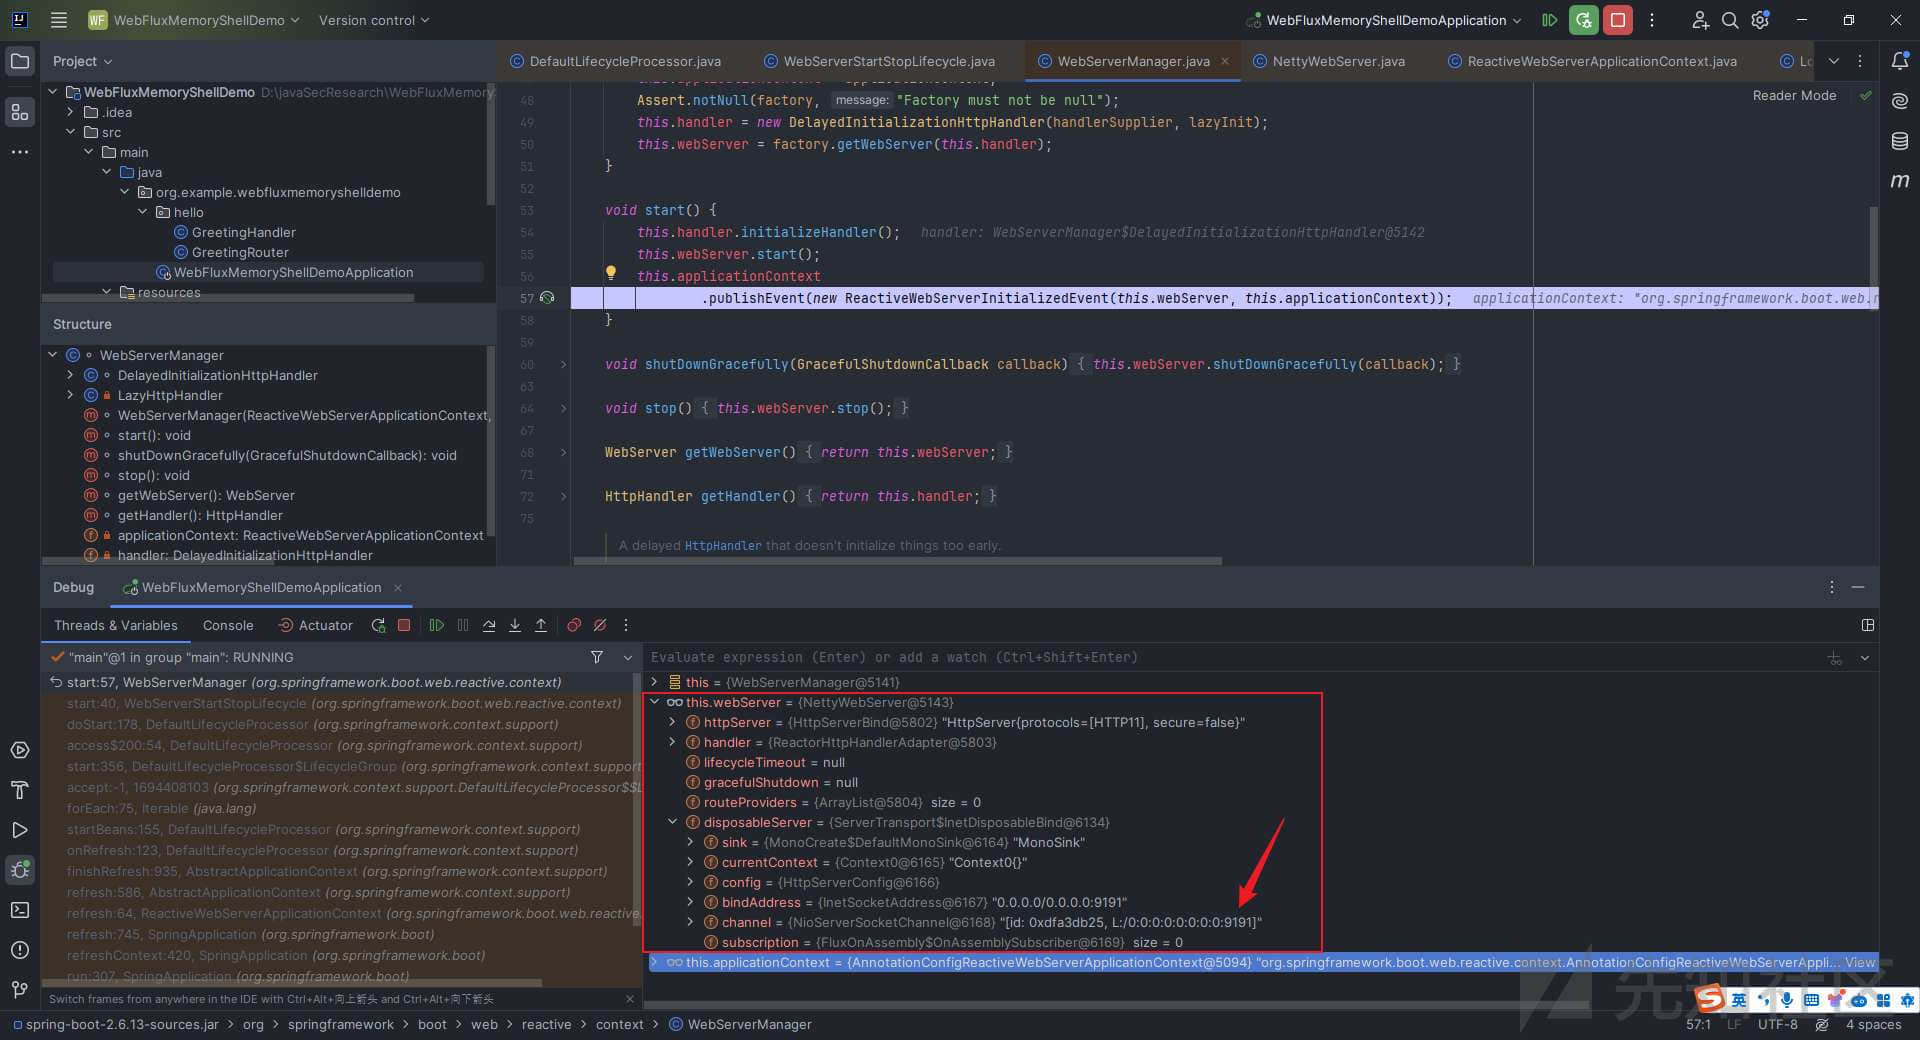 WF WebFluxMemoryShellDemo Version control WebFluxMemoryShellDemoApplication
Project
DefaultLifecycleProcessor.java WebServerStartStopLifecycle.java WebServerManager.java NettyWebServer.java ReactiveWebServerApplicationContext.java Lo
WebFluxMemoryShellDemo D:\javaSecResearch\WebFluxMemory
.idea
src
main
java
org.example.webfluxmemoryshelldemo
hello
GreetingHandler
GreetingRouter
WebFluxMemoryShellDemoApplication
resources
Reader Mode
48 Assert.notNull(factory, message: "Factory must not be null");
49 this.handler = new DelayedInitializationHttpHandler(handlerSupplier, lazyInit);
50 this.webServer = factory.getWebServer(this.handler);
51 }
52
53 void start() {
54 this.handler.initializeHandler(); handler: WebServerManager$DelayedInitializationHttpHandler@5142
55 this.webServer.start();
56 this.applicationContext
57 .publishEvent(new ReactiveWebServerInitializedEvent(this.webServer, this.applicationContext)); applicationContext: "org.springframework.boot.web.r
58 }
59
60 void shutDownGracefully(GracefulShutdownCallback callback) { this.webServer.shutDownGracefully(callback); }
63
64 void stop() { this.webServer.stop(); }
67
68 WebServer getWebServer() { return this.webServer; }
71
72 HttpHandler getHandler() { return this.handler; }
75
A delayed HttpHandler that doesn't initialize things too early.
Structure
WebServerManager
DelayedInitializationHttpHandler
LazyHttpHandler
WebServerManager(ReactiveWebServerApplicationContext,
start(): void
shutDownGracefully(GracefulShutdownCallback): void
stop(): void
getWebServer(): WebServer
getHandler(): HttpHandler
applicationContext: ReactiveWebServerApplicationContext
handler: DelayedInitializationHttpHandler
Debug WebFluxMemoryShellDemoApplication
Threads & Variables Console Actuator
"main"@1 in group "main": RUNNING
start:57, WebServerManager (org.springframework.boot.web.reactive.context)
start:40, WebServerStartStopLifecycle (org.springframework.boot.web.reactive.context)
doStart:178, DefaultLifecycleProcessor (org.springframework.context.support)
access$200:54, DefaultLifecycleProcessor (org.springframework.context.support)
start:356, DefaultLifecycleProcessor$LifecycleGroup (org.springframework.context.support
accept:-1, 1694408103 (org.springframework.context.support.DefaultLifecycleProcessor$$L
forEach:75, Iterable (java.lang)
startBeans:155, DefaultLifecycleProcessor (org.springframework.context.support)
onRefresh:123, DefaultLifecycleProcessor (org.springframework.context.support)
finishRefresh:935, AbstractApplicationContext (org.springframework.context.support)
refresh:586, AbstractApplicationContext (org.springframework.context.support)
refresh:64, ReactiveWebServerApplicationContext (org.springframework.boot.web.reactive.
refresh:745, SpringApplication (org.springframework.boot)
refreshContext:420, SpringApplication (org.springframework.boot)
run:307, SpringApplication (org.springframework.boot)
Switch frames from anywhere in the IDE with Ctrl+Alt+向上箭头 and Ctrl+Alt+向下箭头
Evaluate expression (Enter) or add a watch (Ctrl+Shift+Enter)
this = {WebServerManager@5141}
this.webServer = {NettyWebServer@5143}
httpServer = {HttpServerBind@5802} "HttpServer{protocols=[HTTP11], secure=false}"
handler = {ReactorHttpHandlerAdapter@5803}
lifecycleTimeout = null
gracefulShutdown = null
routeProviders = {ArrayList@5804} size = 0
disposableServer = {ServerTransport$InetDisposableBind@6134}
sink = {MonoCreate$DefaultMonoSink@6164} "MonoSink"
currentContext = {Context0@6165} "Context0{}"
config = {HttpServerConfig@6166}
bindAddress = {InetSocketAddress@6167} "0.0.0.0/0.0.0.0:9191"
channel = {NioServerSocketChannel@6168} "[id: 0xdfa3db25, L:/0:0:0:0:0:0:0:0:9191]"
subscription = {FluxOnAssembly$OnAssemblySubscriber@6169} size = 0
this.applicationContext = {AnnotationConfigReactiveWebServerApplicationContext@5094} "org.springframework.boot.web.reactive.context.AnnotationConfigReactiveWebServerAppli... View
先知社区
英
spring-boot-2.6.13-sources.jar org springframework boot web reactive context WebServerManager
57:1 LF UTF-8 4 spaces